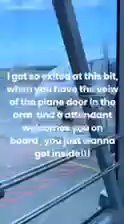 I get so exited at this bit,
when you have the veiw
of the plane door in the
arm and a attendant
welcomes you on
board , you just wanna
get inside!!!